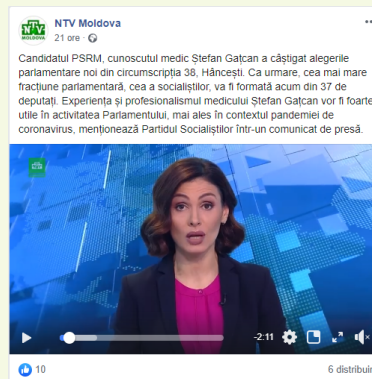 NTV Moldova
21 ore ·
Candidatul PSRM, cunoscutul medic Ștefan Gațcan a câștigat alegerile
parlamentare noi din circumscripția 38, Hâncești. Ca urmare, cea mai mare
fracțiune parlamentară, cea a socialiștilor, va fi formată acum din 37 de
deputați. Experiența și profesionalismul medicului Ștefan Gațcan vor fi foarte
utile în activitatea Parlamentului, mai ales în contextul pandemiei de
coronavirus, menționează Partidul Socialiștilor într-un comunicat de presă.
-2:11
10
6 distribuir